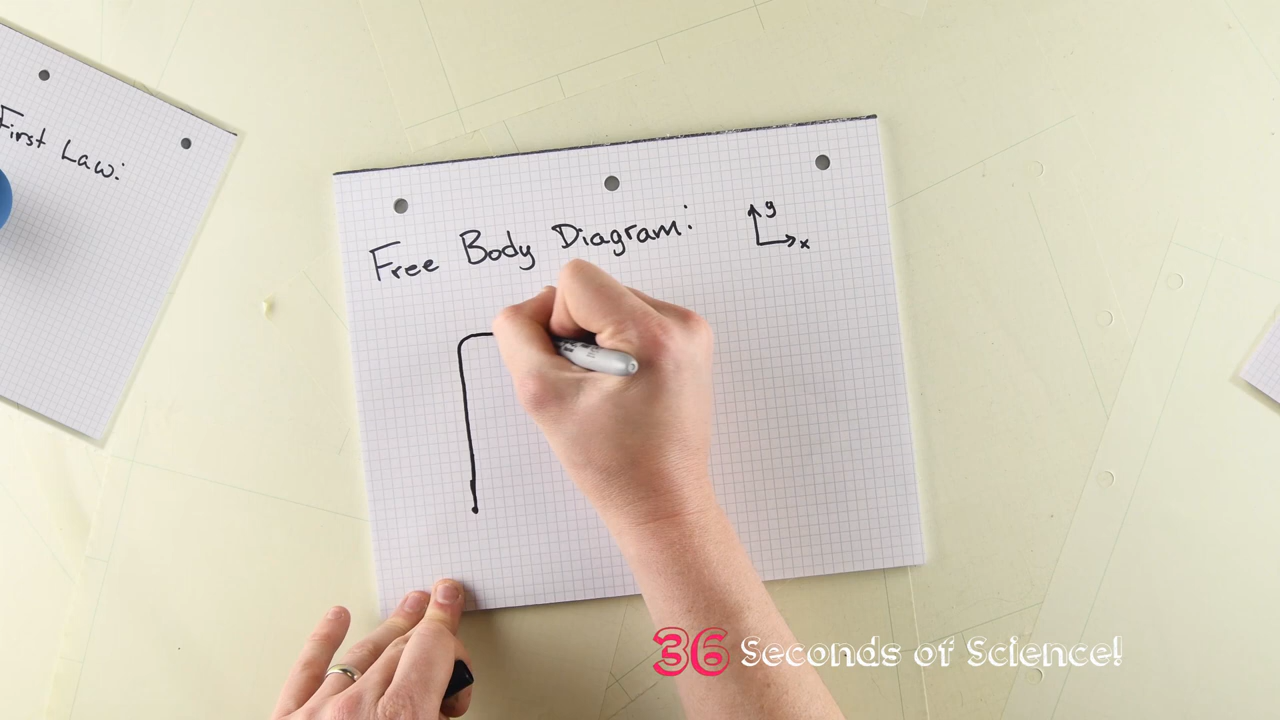 First Law:
Free Body Diagram:
y
x
36 Seconds of Science!